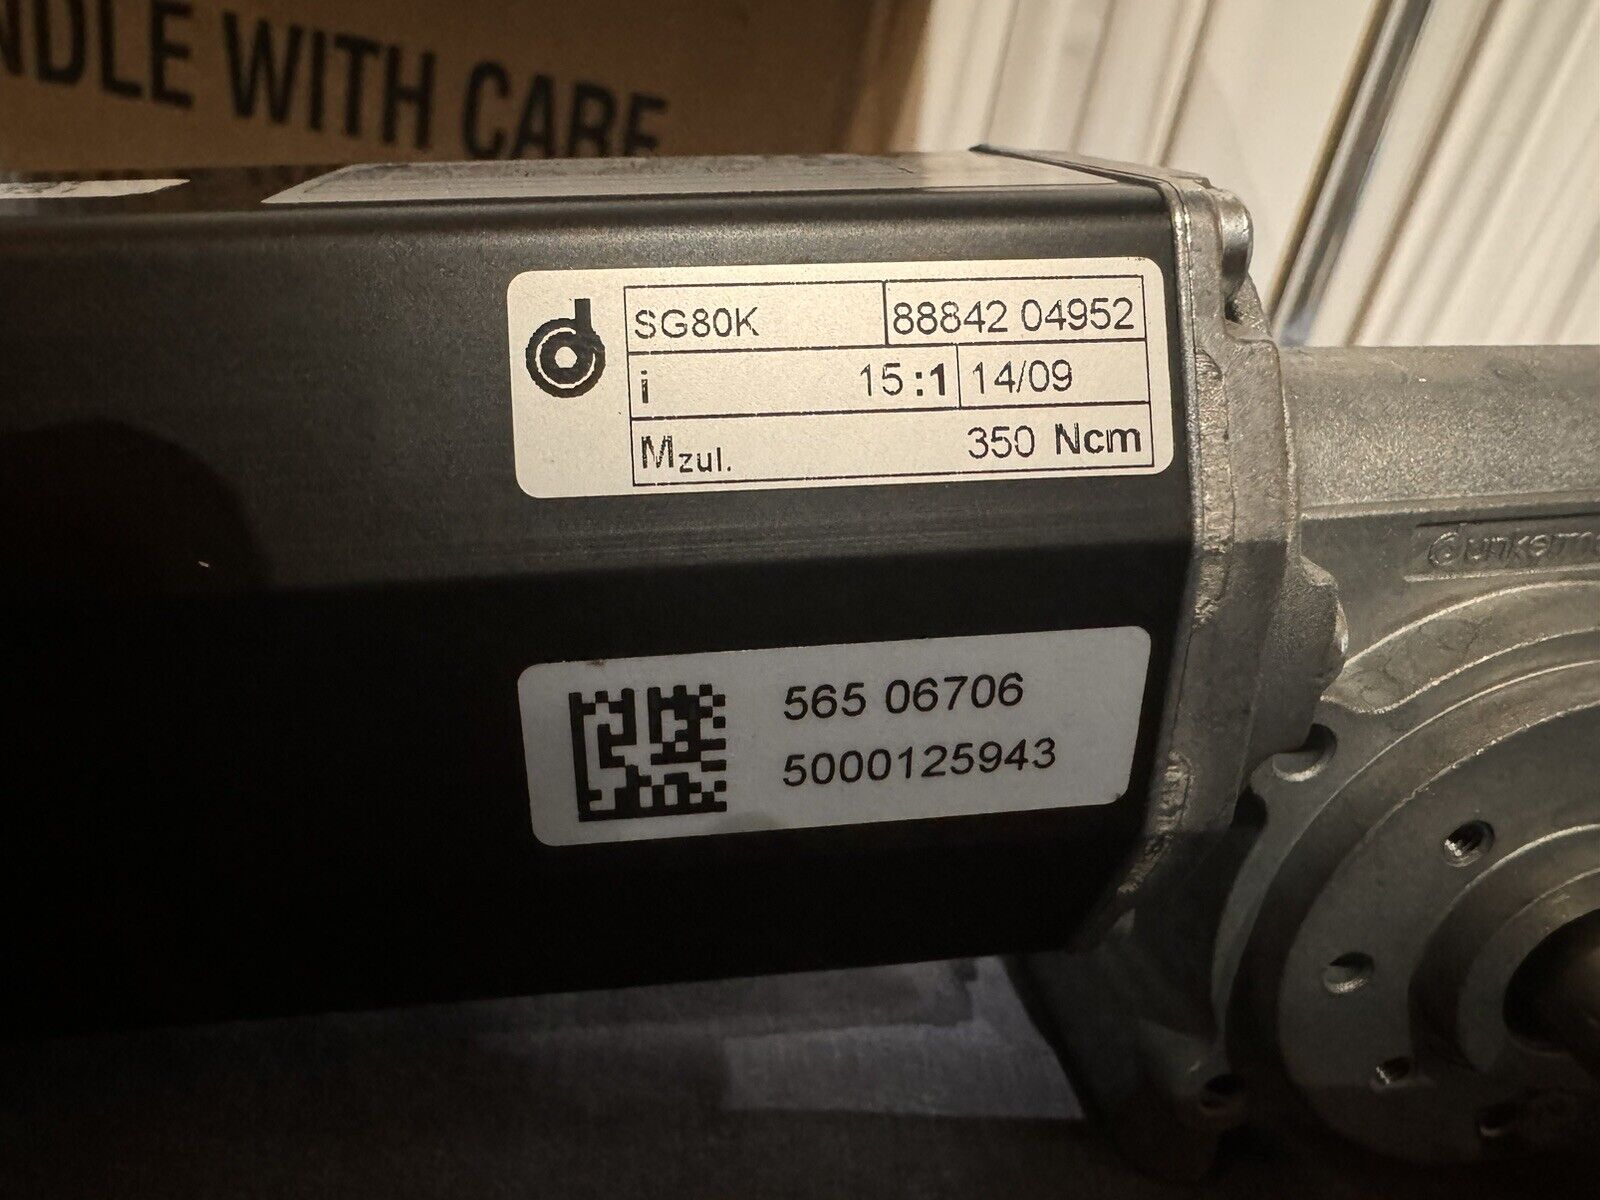 NDLE WITH CARE
SG80K 88842 04952
i 15:1 14/09
Mzul. 350 Ncm
565 06706
5000125943